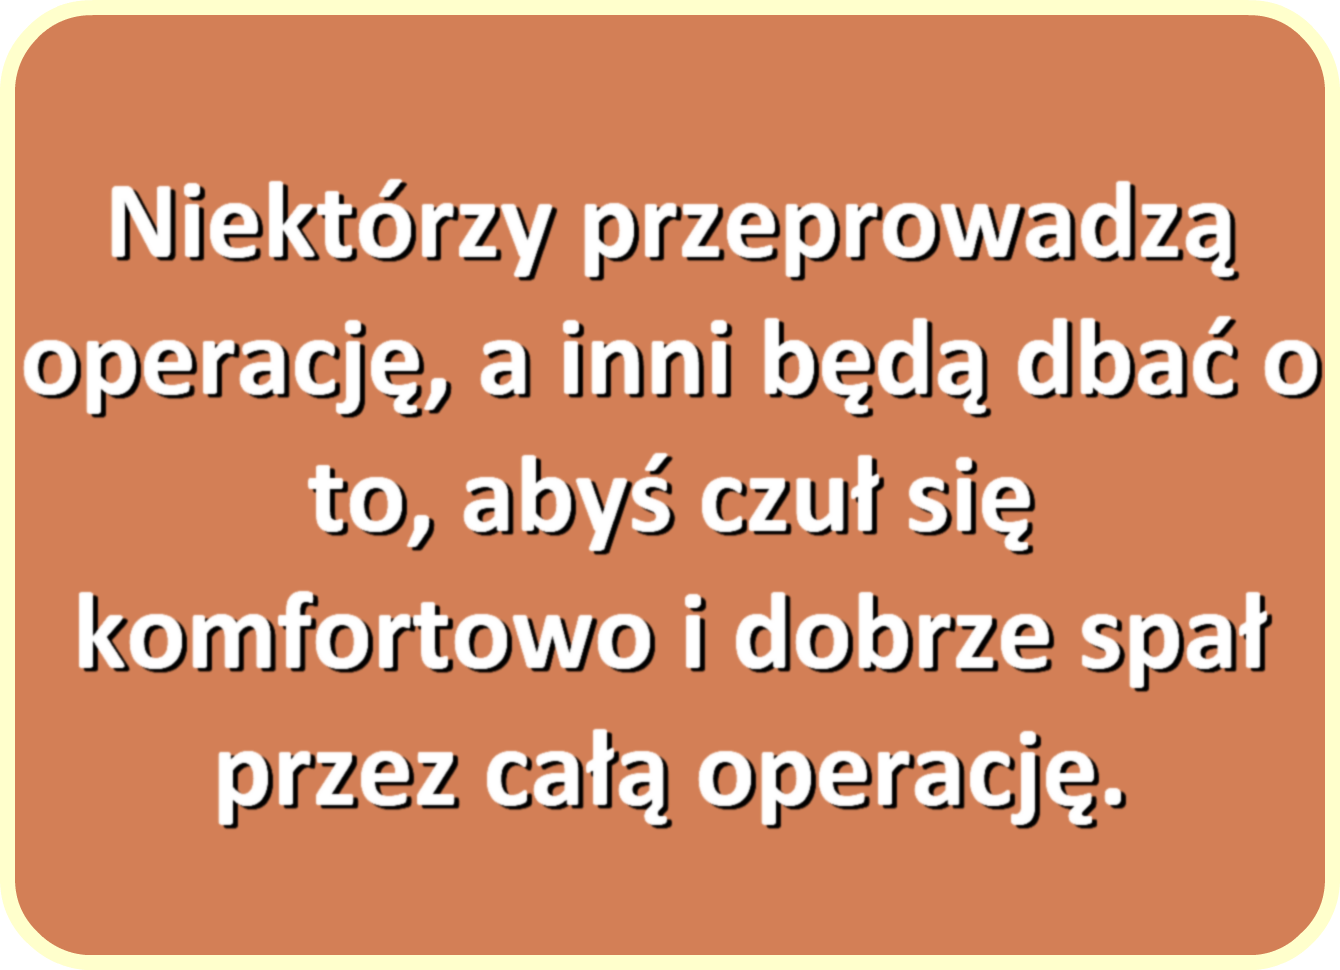 Niektórzy przeprowadzą
operację, a inni będą dbać o
to, abyś czuł się
komfortowo i dobrze spał
przez całą operację.